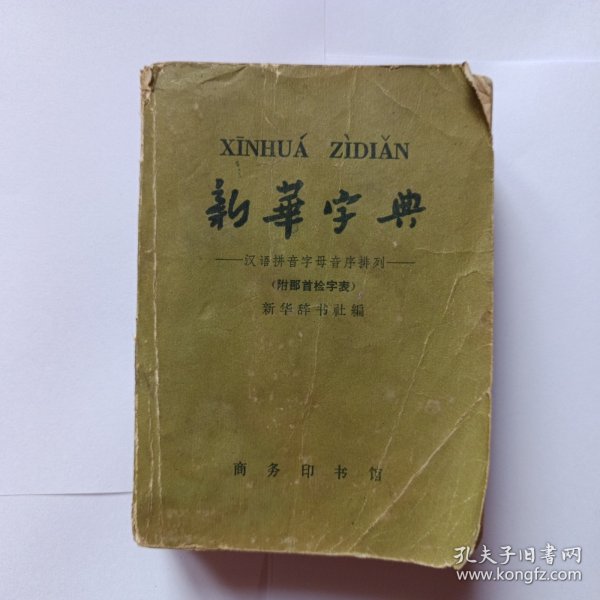 XĪNHUÁ ZÌDIǍN
新華字典
——汉语拼音字母音序排列——
(附部首检字表)
新华辞书社编
商务印书馆
孔夫子旧书网
www.kongfz.com